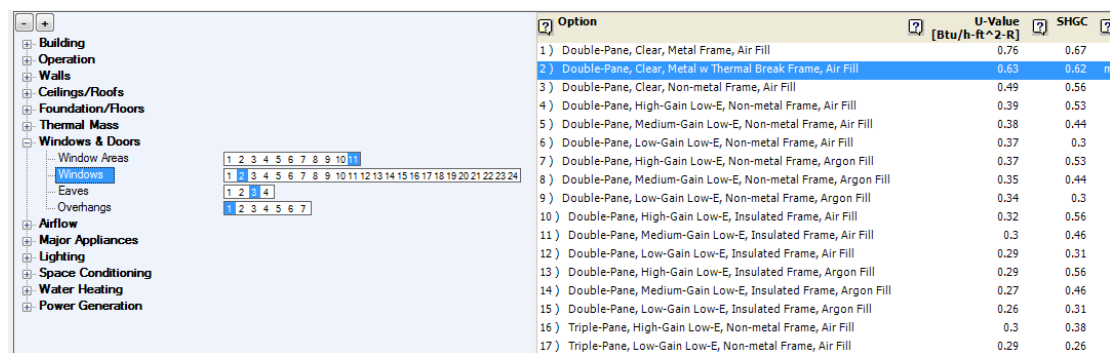 - +
Building
Operation
Walls
Ceilings/Roofs
Foundation/Floors
Thermal Mass
Windows & Doors
Window Areas 1 2 3 4 5 6 7 8 9 10 11
Windows 1 2 3 4 5 6 7 8 9 10 11 12 13 14 15 16 17 18 19 20 21 22 23 24
Eaves 1 2 3 4
Overhangs 1 2 3 4 5 6 7
Airflow
Major Appliances
Lighting
Space Conditioning
Water Heating
Power Generation
? Option ? U-Value [Btu/h-ft^2-R] ? SHGC ?
1 ) Double-Pane, Clear, Metal Frame, Air Fill 0.76 0.67
2 ) Double-Pane, Clear, Metal w Thermal Break Frame, Air Fill 0.63 0.62
3 ) Double-Pane, Clear, Non-metal Frame, Air Fill 0.49 0.56
4 ) Double-Pane, High-Gain Low-E, Non-metal Frame, Air Fill 0.39 0.53
5 ) Double-Pane, Medium-Gain Low-E, Non-metal Frame, Air Fill 0.38 0.44
6 ) Double-Pane, Low-Gain Low-E, Non-metal Frame, Air Fill 0.37 0.3
7 ) Double-Pane, High-Gain Low-E, Non-metal Frame, Argon Fill 0.37 0.53
8 ) Double-Pane, Medium-Gain Low-E, Non-metal Frame, Argon Fill 0.35 0.44
9 ) Double-Pane, Low-Gain Low-E, Non-metal Frame, Argon Fill 0.34 0.3
10 ) Double-Pane, High-Gain Low-E, Insulated Frame, Air Fill 0.32 0.56
11 ) Double-Pane, Medium-Gain Low-E, Insulated Frame, Air Fill 0.3 0.46
12 ) Double-Pane, Low-Gain Low-E, Insulated Frame, Air Fill 0.29 0.31
13 ) Double-Pane, High-Gain Low-E, Insulated Frame, Argon Fill 0.29 0.56
14 ) Double-Pane, Medium-Gain Low-E, Insulated Frame, Argon Fill 0.27 0.46
15 ) Double-Pane, Low-Gain Low-E, Insulated Frame, Argon Fill 0.26 0.31
16 ) Triple-Pane, High-Gain Low-E, Non-metal Frame, Air Fill 0.3 0.38
17 ) Triple-Pane, Low-Gain Low-E, Non-metal Frame, Air Fill 0.29 0.26